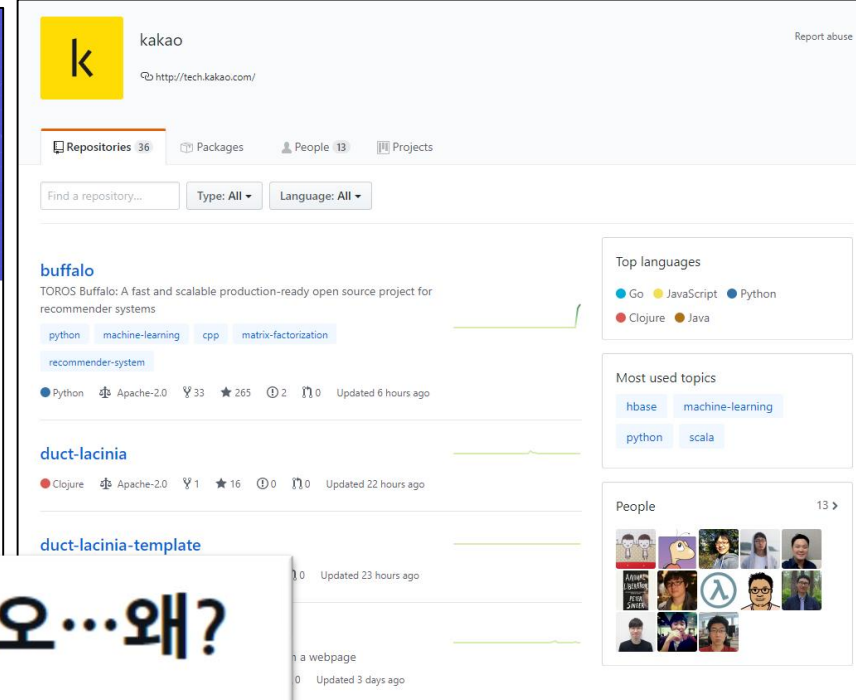 kakao
Report abuse
http://tech.kakao.com/
Repositories 36 Packages People 13 Projects
Find a repository... Type: All Language: All
buffalo
TOROS Buffalo: A fast and scalable production-ready open source project for
recommender systems
python machine-learning cpp matrix-factorization
recommender-system
Python Apache-2.0 33 265 2 0 Updated 6 hours ago
duct-lacinia
Clojure Apache-2.0 1 16 0 0 Updated 22 hours ago
duct-lacinia-template
0 Updated 23 hours ago
오…왜?
a webpage
0 Updated 3 days ago
Top languages
Go JavaScript Python
Clojure Java
Most used topics
hbase machine-learning
python scala
People 13
ANIMAL
LIBERATION
PETER
SINGER